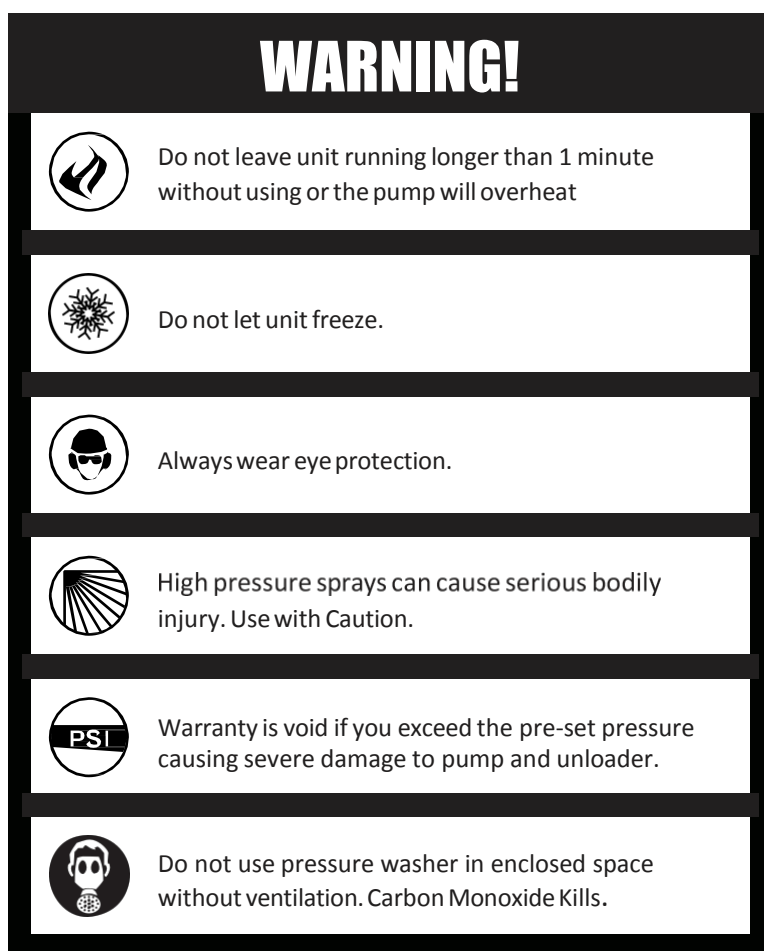 WARNING!
Do not leave unit running longer than 1 minute
without using or the pump will overheat
Do not let unit freeze.
Always wear eye protection.
High pressure sprays can cause serious bodily
injury. Use with Caution.
PSI
Warranty is void if you exceed the pre-set pressure
causing severe damage to pump and unloader.
Do not use pressure washer in enclosed space
without ventilation. Carbon Monoxide Kills.